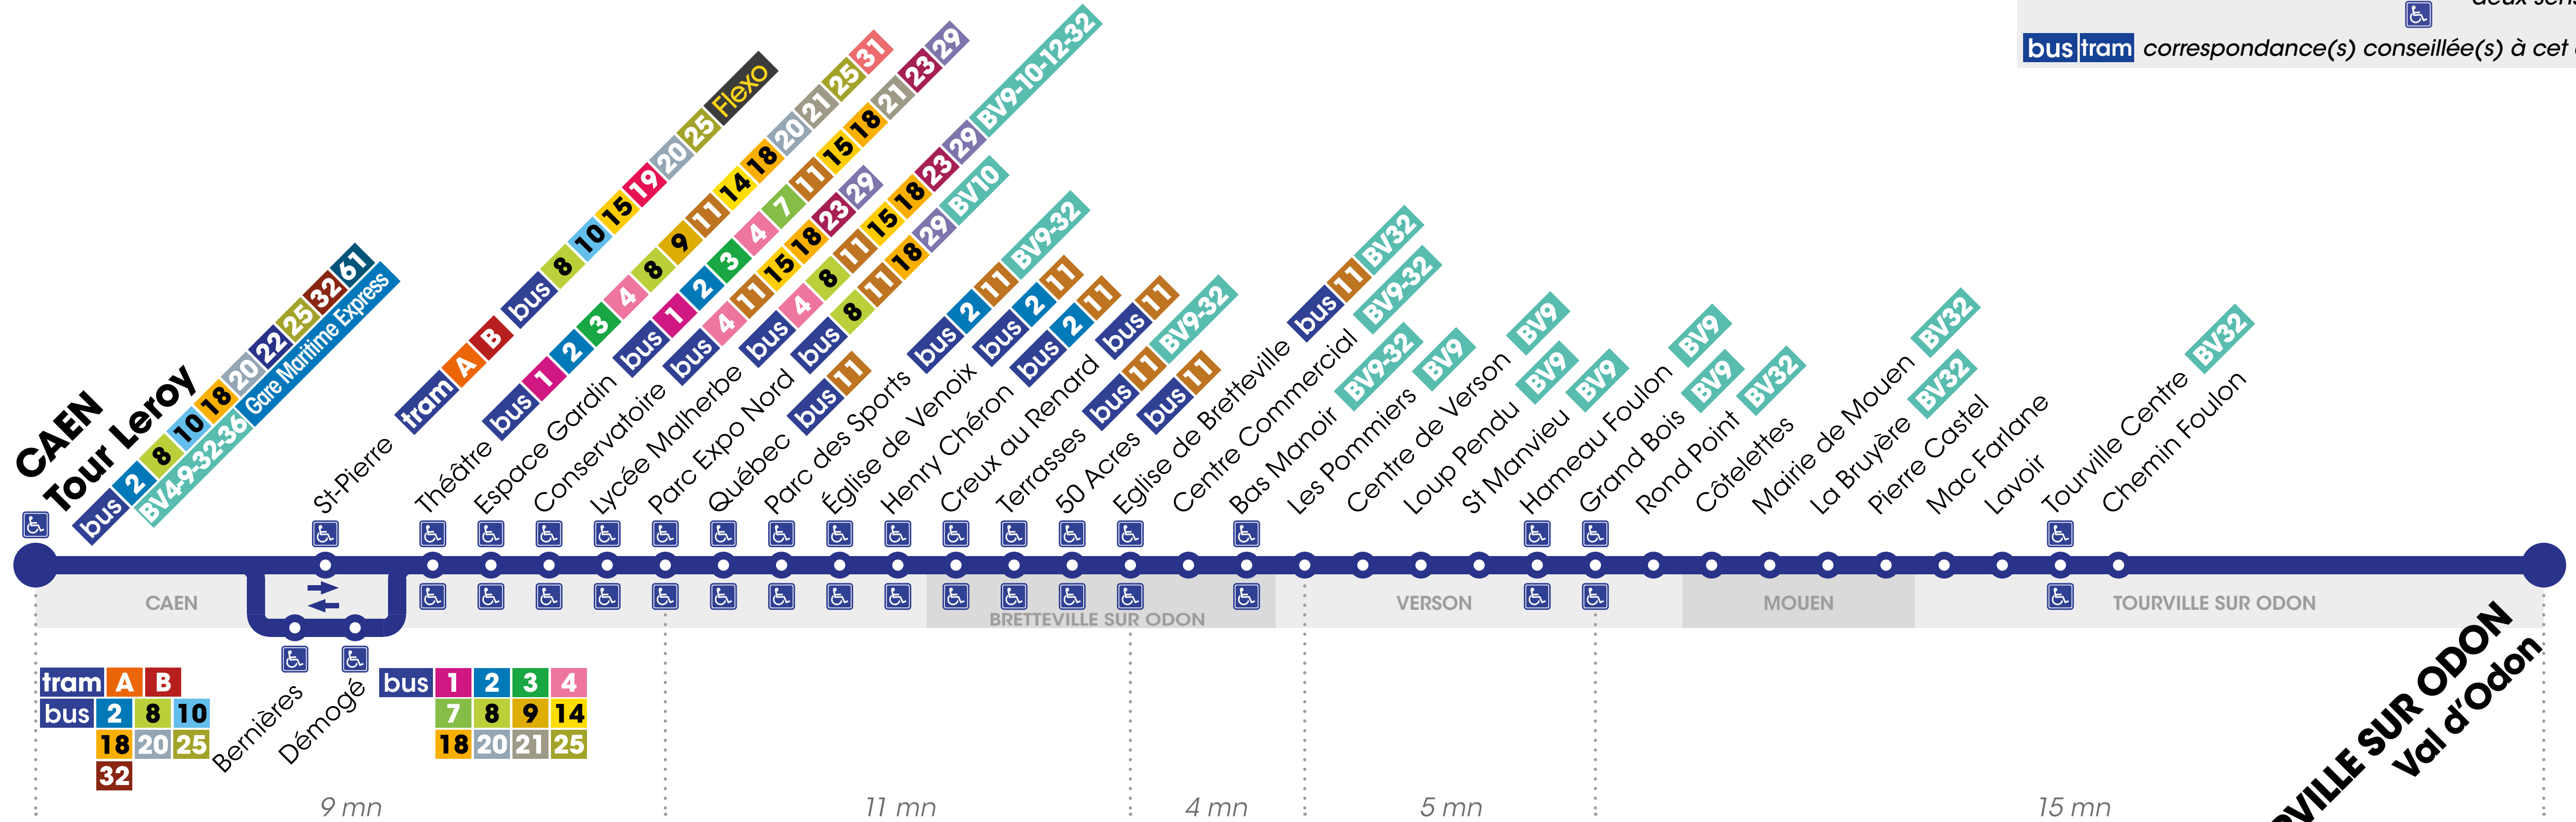 deux sens
bus tram correspondance(s) conseillée(s) à cet
CAEN
Tour Leroy
bus 2 8 10 18 20 22 25 32 61
BV4-9-32-36 Gare Maritime Express
St-Pierre tram A B bus 8 10 15 19 20 25 Flexo
Théâtre bus 1 2 3 4 8 9 11 14 18 20 21 25 31
Espace Gardin bus 1 2 3 4 7 11 15 18 21 23 29
Conservatoire bus 4 11 15 18 23 29
Lycée Malherbe bus 4 8 11 15 18 23 29 BV9-10-12-32
Parc Expo Nord bus 8 11 18 29 BV10
Québec bus 11
Parc des Sports bus 2 11 BV9-32
Église de Venoix bus 2 11
Henry Chéron bus 2 11
Creux au Renard bus 11
Terrasses bus 11 BV9-32
50 Acres bus 11
Eglise de Bretteville bus 11 BV32
Centre Commercial BV9-32
Bas Manoir BV9-32
Les Pommiers BV9
Centre de Verson BV9
Loup Pendu BV9
St Manvieu BV9
Hameau Foulon BV9
Grand Bois BV9
Rond Point BV32
Côtelettes
Mairie de Mouen BV32
La Bruyère BV32
Pierre Castel
Mac Farlane
Lavoir
Tourville Centre BV32
Chemin Foulon
CAEN
BRETTEVILLE SUR ODON
VERSON
MOUEN
TOURVILLE SUR ODON
tram A B
bus 2 8 10
18 20 25
32
Bernières
Démogé
bus 1 2 3 4
7 8 9 14
18 20 21 25
RVILLE SUR ODON
Val d'Odon
9 mn
11 mn
4 mn
5 mn
15 mn